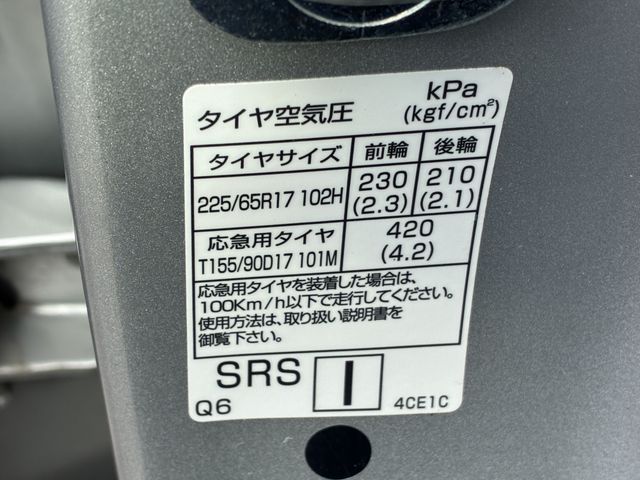 タイヤ空気圧 kPa
(kgf/cm²)
タイヤサイズ 前輪 後輪
225/65R17 102H 230 (2.3) 210 (2.1)
応急用タイヤ 420
T155/90D17 101M (4.2)
応急用タイヤを装着した場合は、
100Km/h以下で走行してください。
使用方法は、取り扱い説明書を
御覧下さい。
SRS I
Q6 4CE1C